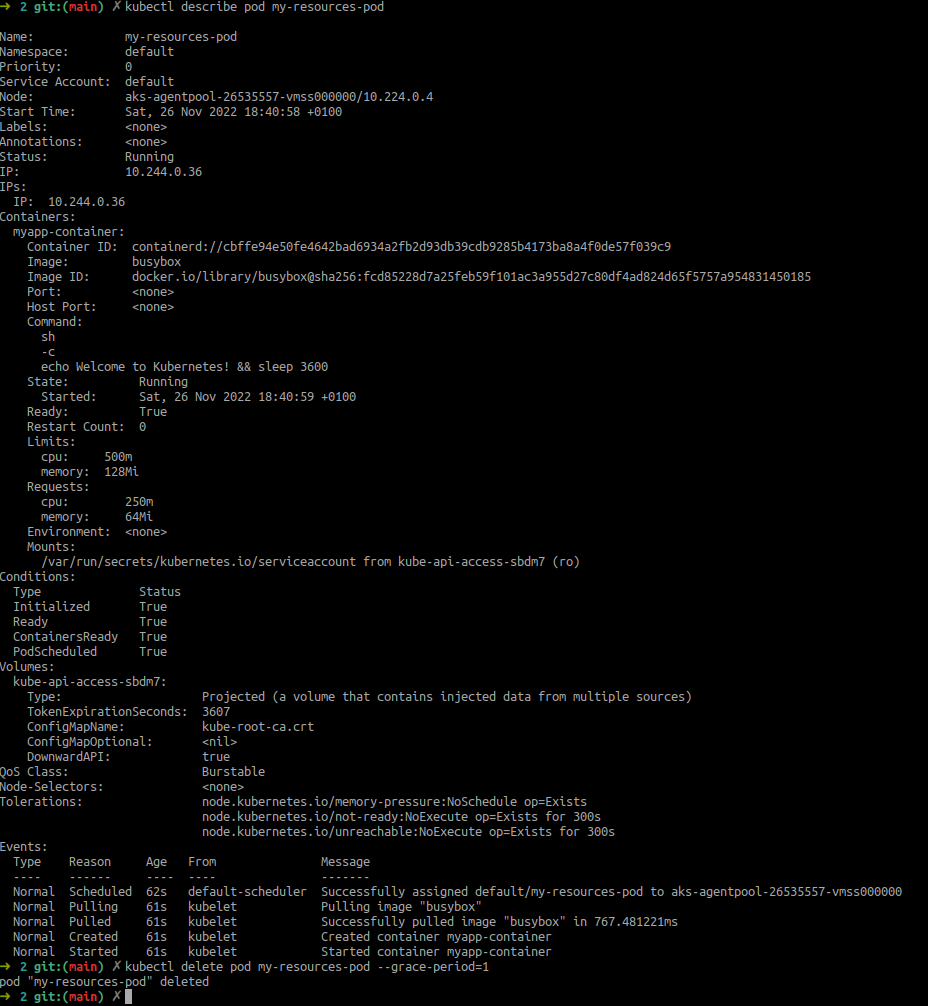 ➜ 2 git:(main) ✗ kubectl describe pod my-resources-pod
Name: my-resources-pod
Namespace: default
Priority: 0
Service Account: default
Node: aks-agentpool-26535557-vmss000000/10.224.0.4
Start Time: Sat, 26 Nov 2022 18:40:58 +0100
Labels: <none>
Annotations: <none>
Status: Running
IP: 10.244.0.36
IPs:
IP: 10.244.0.36
Containers:
myapp-container:
Container ID: containerd://cbffe94e50fe4642bad6934a2fb2d93db39cdb9285b4173ba8a4f0de57f039c9
Image: busybox
Image ID: docker.io/library/busybox@sha256:fcd85228d7a25feb59f101ac3a955d27c80df4ad824d65f5757a954831450185
Port: <none>
Host Port: <none>
Command:
sh
-c
echo Welcome to Kubernetes! && sleep 3600
State: Running
Started: Sat, 26 Nov 2022 18:40:59 +0100
Ready: True
Restart Count: 0
Limits:
cpu: 500m
memory: 128Mi
Requests:
cpu: 250m
memory: 64Mi
Environment: <none>
Mounts:
/var/run/secrets/kubernetes.io/serviceaccount from kube-api-access-sbdm7 (ro)
Conditions:
Type Status
Initialized True
Ready True
ContainersReady True
PodScheduled True
Volumes:
kube-api-access-sbdm7:
Type: Projected (a volume that contains injected data from multiple sources)
TokenExpirationSeconds: 3607
ConfigMapName: kube-root-ca.crt
ConfigMapOptional: <nil>
DownwardAPI: true
QoS Class: Burstable
Node-Selectors: <none>
Tolerations: node.kubernetes.io/memory-pressure:NoSchedule op=Exists
node.kubernetes.io/not-ready:NoExecute op=Exists for 300s
node.kubernetes.io/unreachable:NoExecute op=Exists for 300s
Events:
Type Reason Age From Message
---- ------ ---- ---- -------
Normal Scheduled 62s default-scheduler Successfully assigned default/my-resources-pod to aks-agentpool-26535557-vmss000000
Normal Pulling 61s kubelet Pulling image "busybox"
Normal Pulled 61s kubelet Successfully pulled image "busybox" in 767.481221ms
Normal Created 61s kubelet Created container myapp-container
Normal Started 61s kubelet Started container myapp-container
➜ 2 git:(main) ✗ kubectl delete pod my-resources-pod --grace-period=1
pod "my-resources-pod" deleted
➜ 2 git:(main) ✗